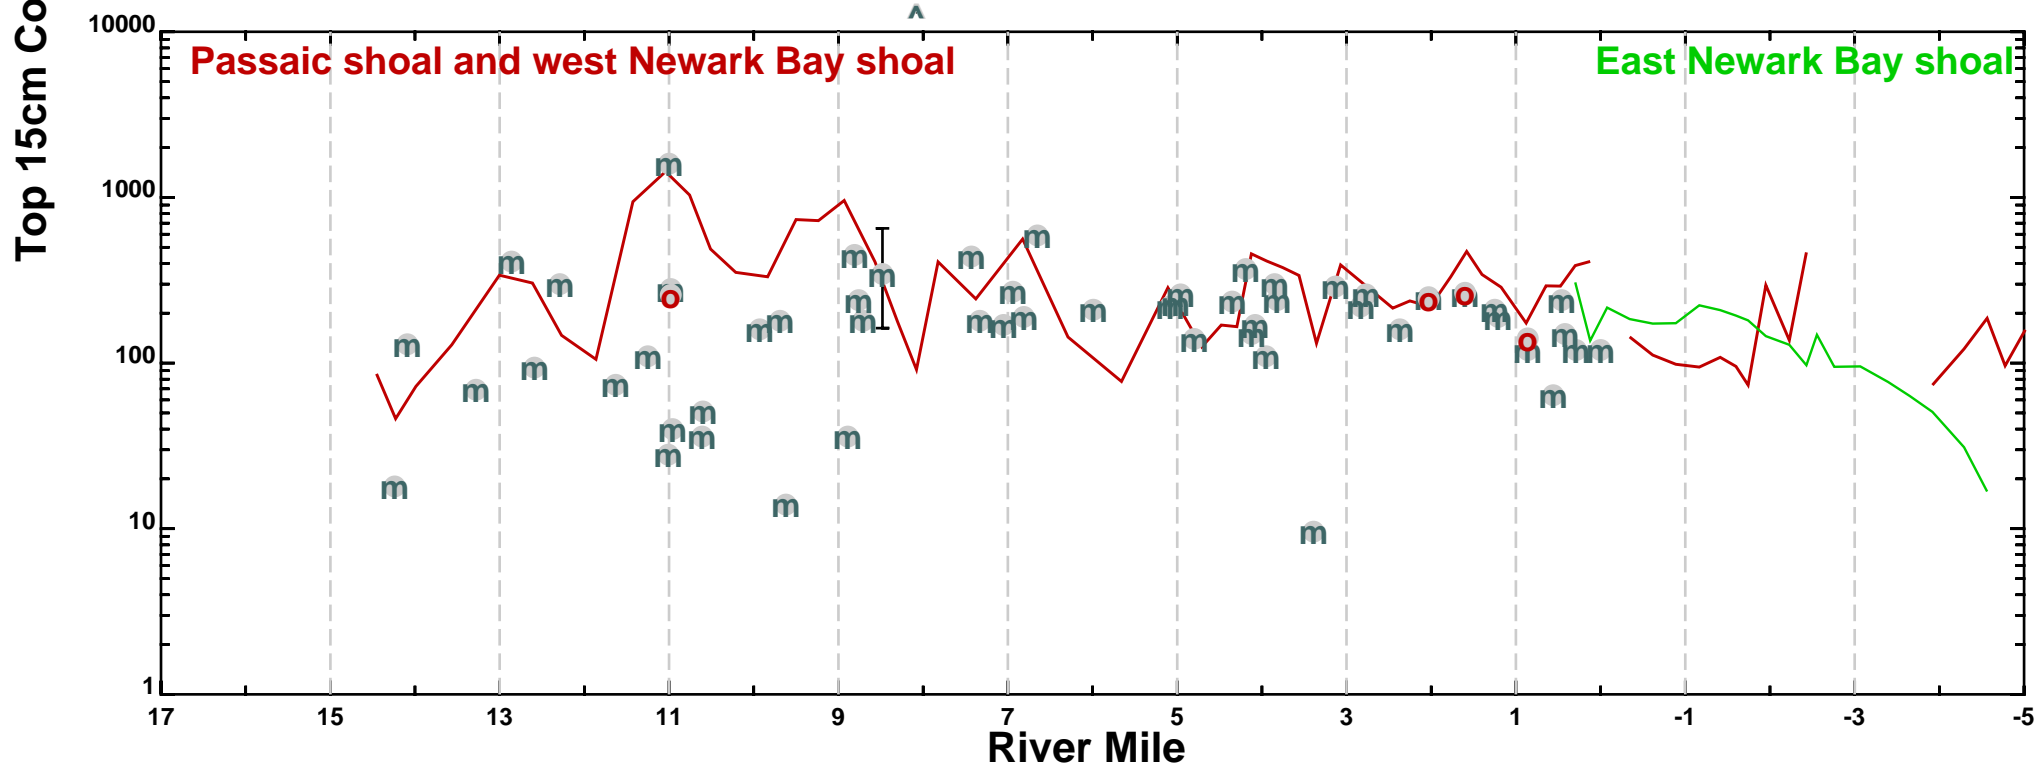 ^
Top 15cm Co
Passaic shoal and west Newark Bay shoal
East Newark Bay shoal
10000
1000
100
10
1
17 15 13 11 9 7 5 3 1 -1 -3 -5
River Mile